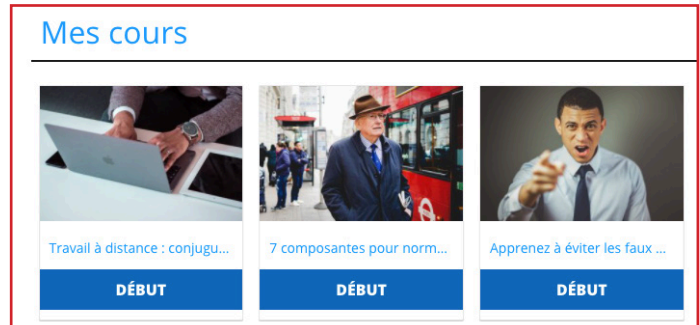 Mes cours
Travail à distance : conjugu...
7 composantes pour norm...
Apprenez à éviter les faux ...
DÉBUT
DÉBUT
DÉBUT